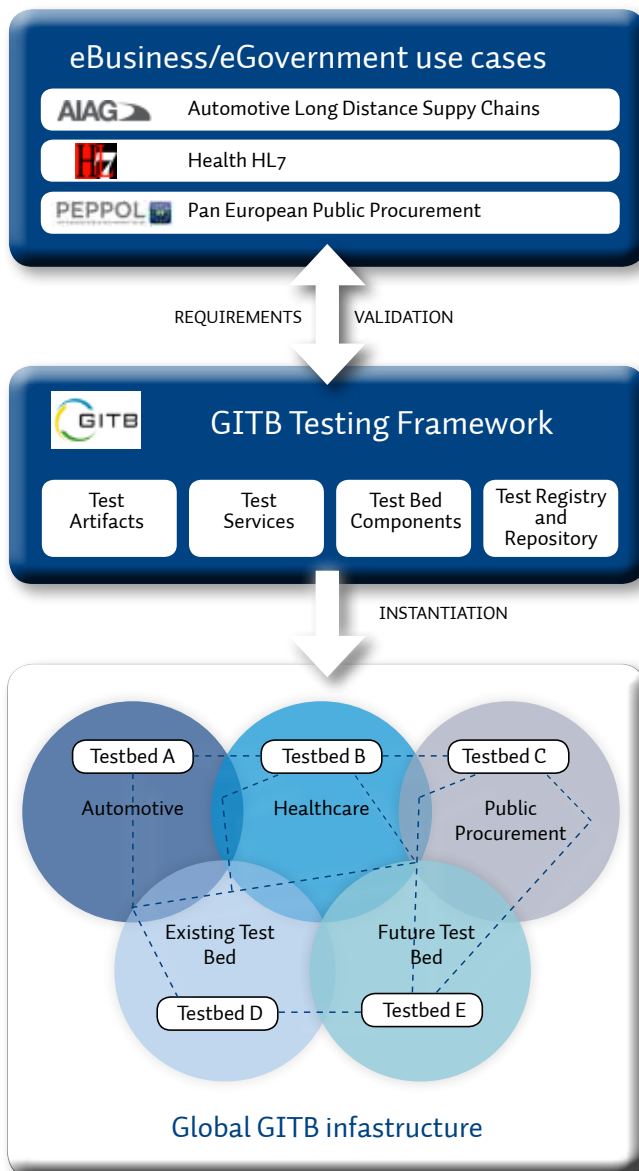 eBusiness/eGovernment use cases
AIAG Automotive Long Distance Suppy Chains
HL7 Health HL7
PEPPOL Pan European Public Procurement
REQUIREMENTS VALIDATION
GITB GITB Testing Framework
Test
Artifacts
Test
Services
Test Bed
Components
Test Registry
and
Repository
INSTANTIATION
Testbed A
Testbed B
Testbed C
Automotive
Healthcare
Public
Procurement
Existing Test
Bed
Future Test
Bed
Testbed D
Testbed E
Global GITB infastructure